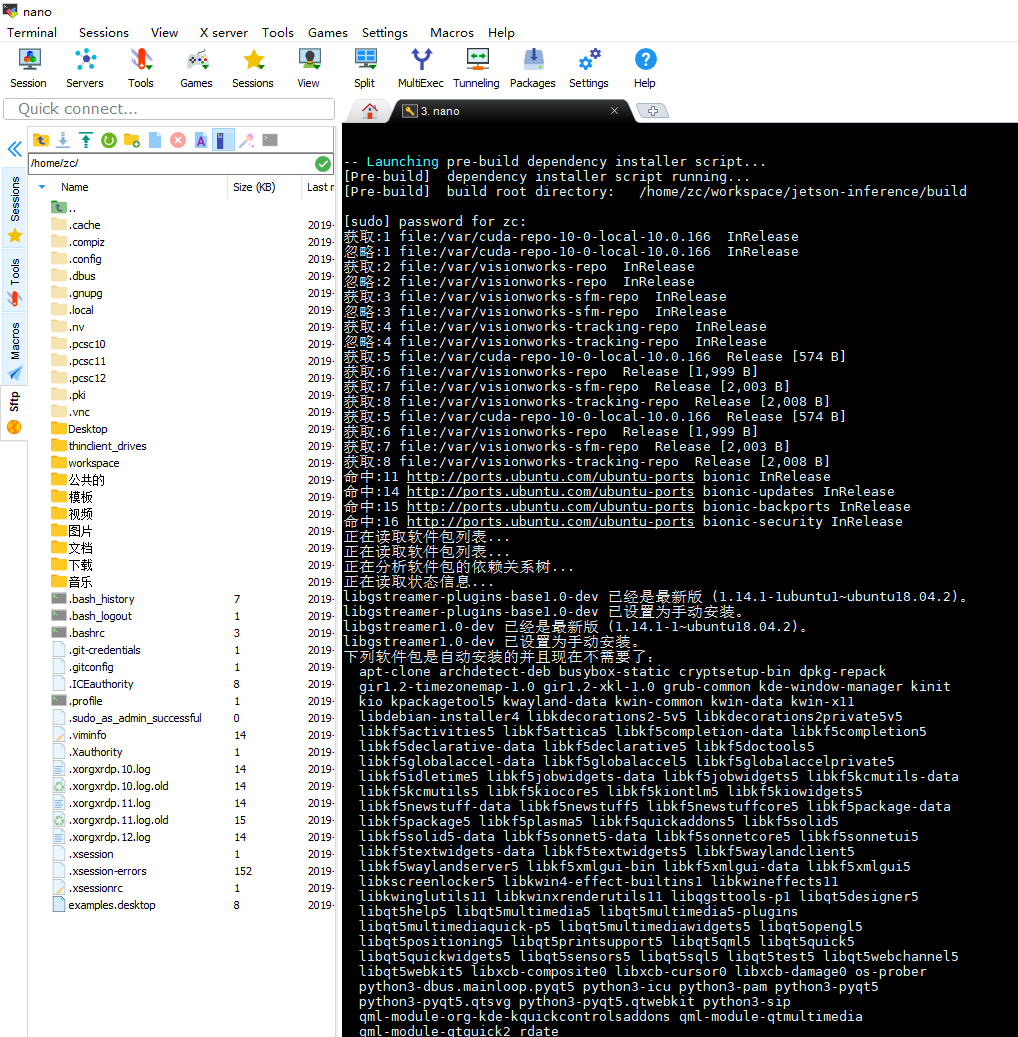 nano
Terminal Sessions View X server Tools Games Settings Macros Help
Session Servers Tools Games Sessions View Split MultiExec Tunneling Packages Settings Help
Quick connect...
3. nano
/home/zc/
Name Size (KB) Last r
Sessions
Tools
Macros
Sftp
..
.cache 2019-
.compiz 2019-
.config 2019-
.dbus 2019-
.gnupg 2019-
.local 2019-
.nv 2019-
.pcsc10 2019-
.pcsc11 2019-
.pcsc12 2019-
.pki 2019-
.vnc 2019-
Desktop 2019-
thinclient_drives 2019-
workspace 2019-
公共的 2019-
模板 2019-
视频 2019-
图片 2019-
文档 2019-
下载 2019-
音乐 2019-
.bash_history 7 2019-
.bash_logout 1 2019-
.bashrc 3 2019-
.git-credentials 1 2019-
.gitconfig 1 2019-
.ICEauthority 8 2019-
.profile 1 2019-
.sudo_as_admin_successful 0 2019-
.viminfo 14 2019-
.Xauthority 1 2019-
.xorgxrdp.10.log 14 2019-
.xorgxrdp.10.log.old 14 2019-
.xorgxrdp.11.log 14 2019-
.xorgxrdp.11.log.old 15 2019-
.xorgxrdp.12.log 14 2019-
.xsession 1 2019-
.xsession-errors 152 2019-
.xsessionrc 1 2019-
examples.desktop 8 2019-
-- Launching pre-build dependency installer script...
[Pre-build] dependency installer script running...
[Pre-build] build root directory: /home/zc/workspace/jetson-inference/build
[sudo] password for zc:
获取:1 file:/var/cuda-repo-10-0-local-10.0.166 InRelease
忽略:1 file:/var/cuda-repo-10-0-local-10.0.166 InRelease
获取:2 file:/var/visionworks-repo InRelease
忽略:2 file:/var/visionworks-repo InRelease
获取:3 file:/var/visionworks-sfm-repo InRelease
忽略:3 file:/var/visionworks-sfm-repo InRelease
获取:4 file:/var/visionworks-tracking-repo InRelease
忽略:4 file:/var/visionworks-tracking-repo InRelease
获取:5 file:/var/cuda-repo-10-0-local-10.0.166 Release [574 B]
获取:6 file:/var/visionworks-repo Release [1,999 B]
获取:7 file:/var/visionworks-sfm-repo Release [2,003 B]
获取:8 file:/var/visionworks-tracking-repo Release [2,008 B]
获取:5 file:/var/cuda-repo-10-0-local-10.0.166 Release [574 B]
获取:6 file:/var/visionworks-repo Release [1,999 B]
获取:7 file:/var/visionworks-sfm-repo Release [2,003 B]
获取:8 file:/var/visionworks-tracking-repo Release [2,008 B]
命中:11 http://ports.ubuntu.com/ubuntu-ports bionic InRelease
命中:14 http://ports.ubuntu.com/ubuntu-ports bionic-updates InRelease
命中:15 http://ports.ubuntu.com/ubuntu-ports bionic-backports InRelease
命中:16 http://ports.ubuntu.com/ubuntu-ports bionic-security InRelease
正在读取软件包列表...
正在读取软件包列表...
正在分析软件包的依赖关系树...
正在读取状态信息...
libgstreamer-plugins-base1.0-dev 已经是最新版 (1.14.1-1ubuntu1~ubuntu18.04.2)。
libgstreamer-plugins-base1.0-dev 已设置为手动安装。
libgstreamer1.0-dev 已经是最新版 (1.14.1-1~ubuntu18.04.2)。
libgstreamer1.0-dev 已设置为手动安装。
下列软件包是自动安装的并且现在不需要了：
apt-clone archdetect-deb busybox-static cryptsetup-bin dpkg-repack
gir1.2-timezonemap-1.0 gir1.2-xkl-1.0 grub-common kde-window-manager kinit
kio kpackagetool5 kwayland-data kwin-common kwin-data kwin-x11
libdebian-installer4 libkdecorations2-5v5 libkdecorations2private5v5
libkf5activities5 libkf5attica5 libkf5completion-data libkf5completion5
libkf5declarative-data libkf5declarative5 libkf5doctools5
libkf5globalaccel-data libkf5globalaccel5 libkf5globalaccelprivate5
libkf5idletime5 libkf5jobwidgets-data libkf5jobwidgets5 libkf5kcmutils-data
libkf5kcmutils5 libkf5kiocore5 libkf5kiontlm5 libkf5kiowidgets5
libkf5newstuff-data libkf5newstuff5 libkf5newstuffcore5 libkf5package-data
libkf5package5 libkf5plasma5 libkf5quickaddons5 libkf5solid5
libkf5solid5-data libkf5sonnet5-data libkf5sonnetcore5 libkf5sonnetui5
libkf5textwidgets-data libkf5textwidgets5 libkf5waylandclient5
libkf5waylandserver5 libkf5xmlgui-bin libkf5xmlgui-data libkf5xmlgui5
libkscreenlocker5 libkwin4-effect-builtins1 libkwineffects11
libkwinglutils11 libkwinxrenderutils11 libqgsttools-p1 libqt5designer5
libqt5help5 libqt5multimedia5 libqt5multimedia5-plugins
libqt5multimediaquick-p5 libqt5multimediawidgets5 libqt5opengl5
libqt5positioning5 libqt5printsupport5 libqt5qml5 libqt5quick5
libqt5quickwidgets5 libqt5sensors5 libqt5sql5 libqt5test5 libqt5webchannel5
libqt5webkit5 libxcb-composite0 libxcb-cursor0 libxcb-damage0 os-prober
python3-dbus.mainloop.pyqt5 python3-icu python3-pam python3-pyqt5
python3-pyqt5.qtsvg python3-pyqt5.qtwebkit python3-sip
qml-module-org-kde-kquickcontrolsaddons qml-module-qtmultimedia
qml-module-qtquick2 rdate